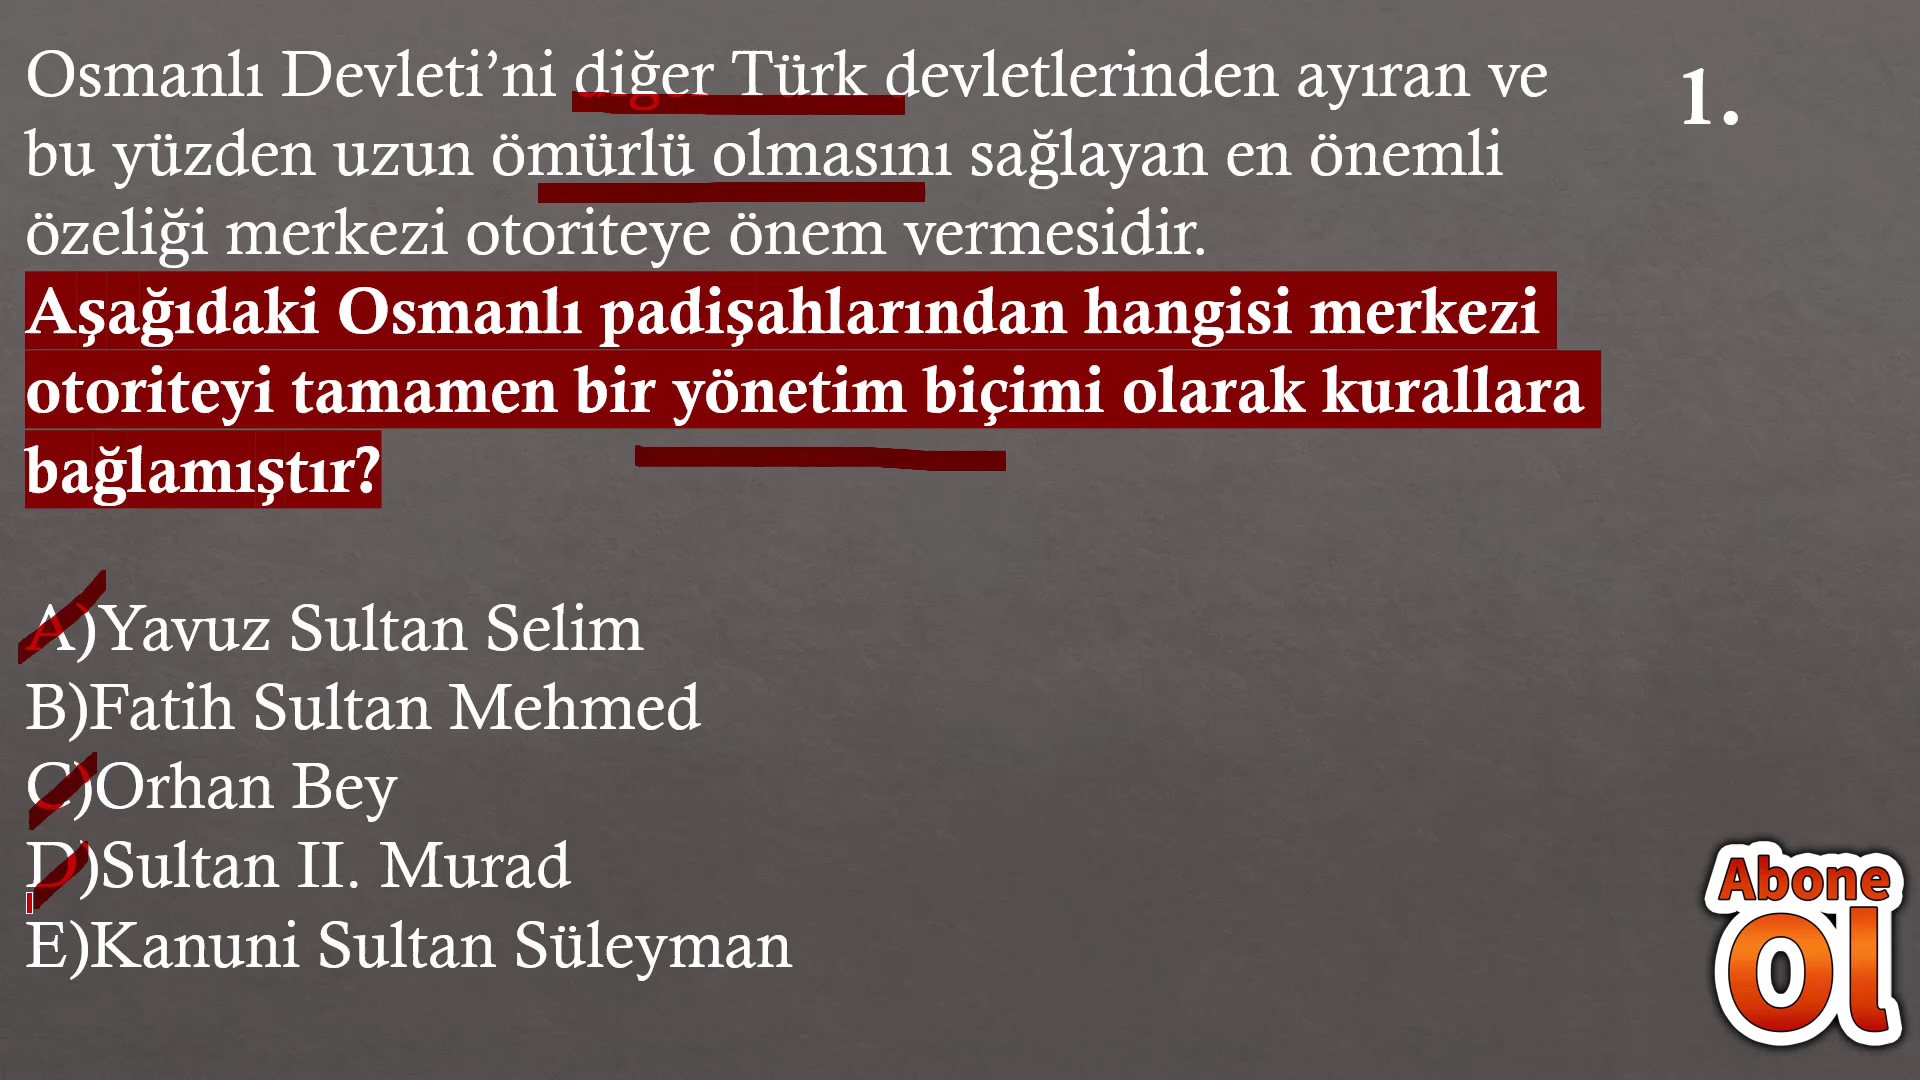 Osmanlı Devleti’ni diğer Türk devletlerinden ayıran ve
1.
bu yüzden uzun ömürlü olmasını sağlayan en önemli
özeliği merkezi otoriteye önem vermesidir.
Aşağıdaki Osmanlı padişahlarından hangisi merkezi
otoriteyi tamamen bir yönetim biçimi olarak kurallara
bağlamıştır?
A)Yavuz Sultan Selim
B)Fatih Sultan Mehmed
C)Orhan Bey
D)Sultan II. Murad
E)Kanuni Sultan Süleyman
Abone
Ol